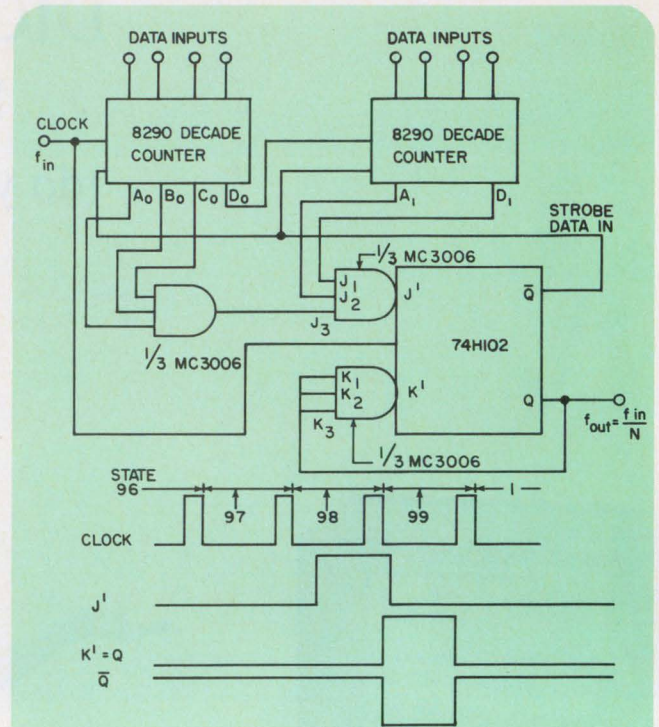 DATA INPUTS
DATA INPUTS
CLOCK
f in
8290 DECADE
COUNTER
8290 DECADE
COUNTER
A0 B0 C0 D0
A1 D1
STROBE
DATA IN
1/3 MC3006
J1
J2
J3
J'
Q̅
1/3 MC3006
74H102
K1
K2
K3
K'
Q
fout = f in/N
1/3 MC3006
STATE
96
97
98
99
1
CLOCK
J'
K' = Q
Q̅